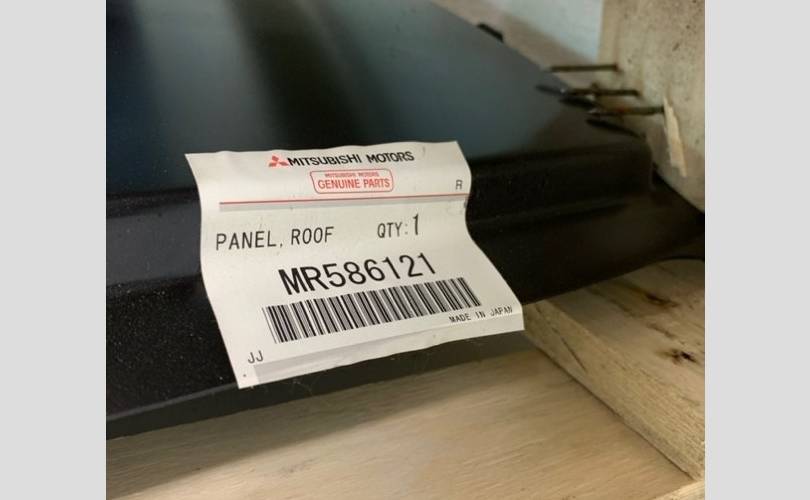 MITSUBISHI MOTORS
MITSUBISHI MOTORS
GENUINE PARTS
R
PANEL, ROOF QTY:1
MR586121
MADE IN JAPAN
JJ